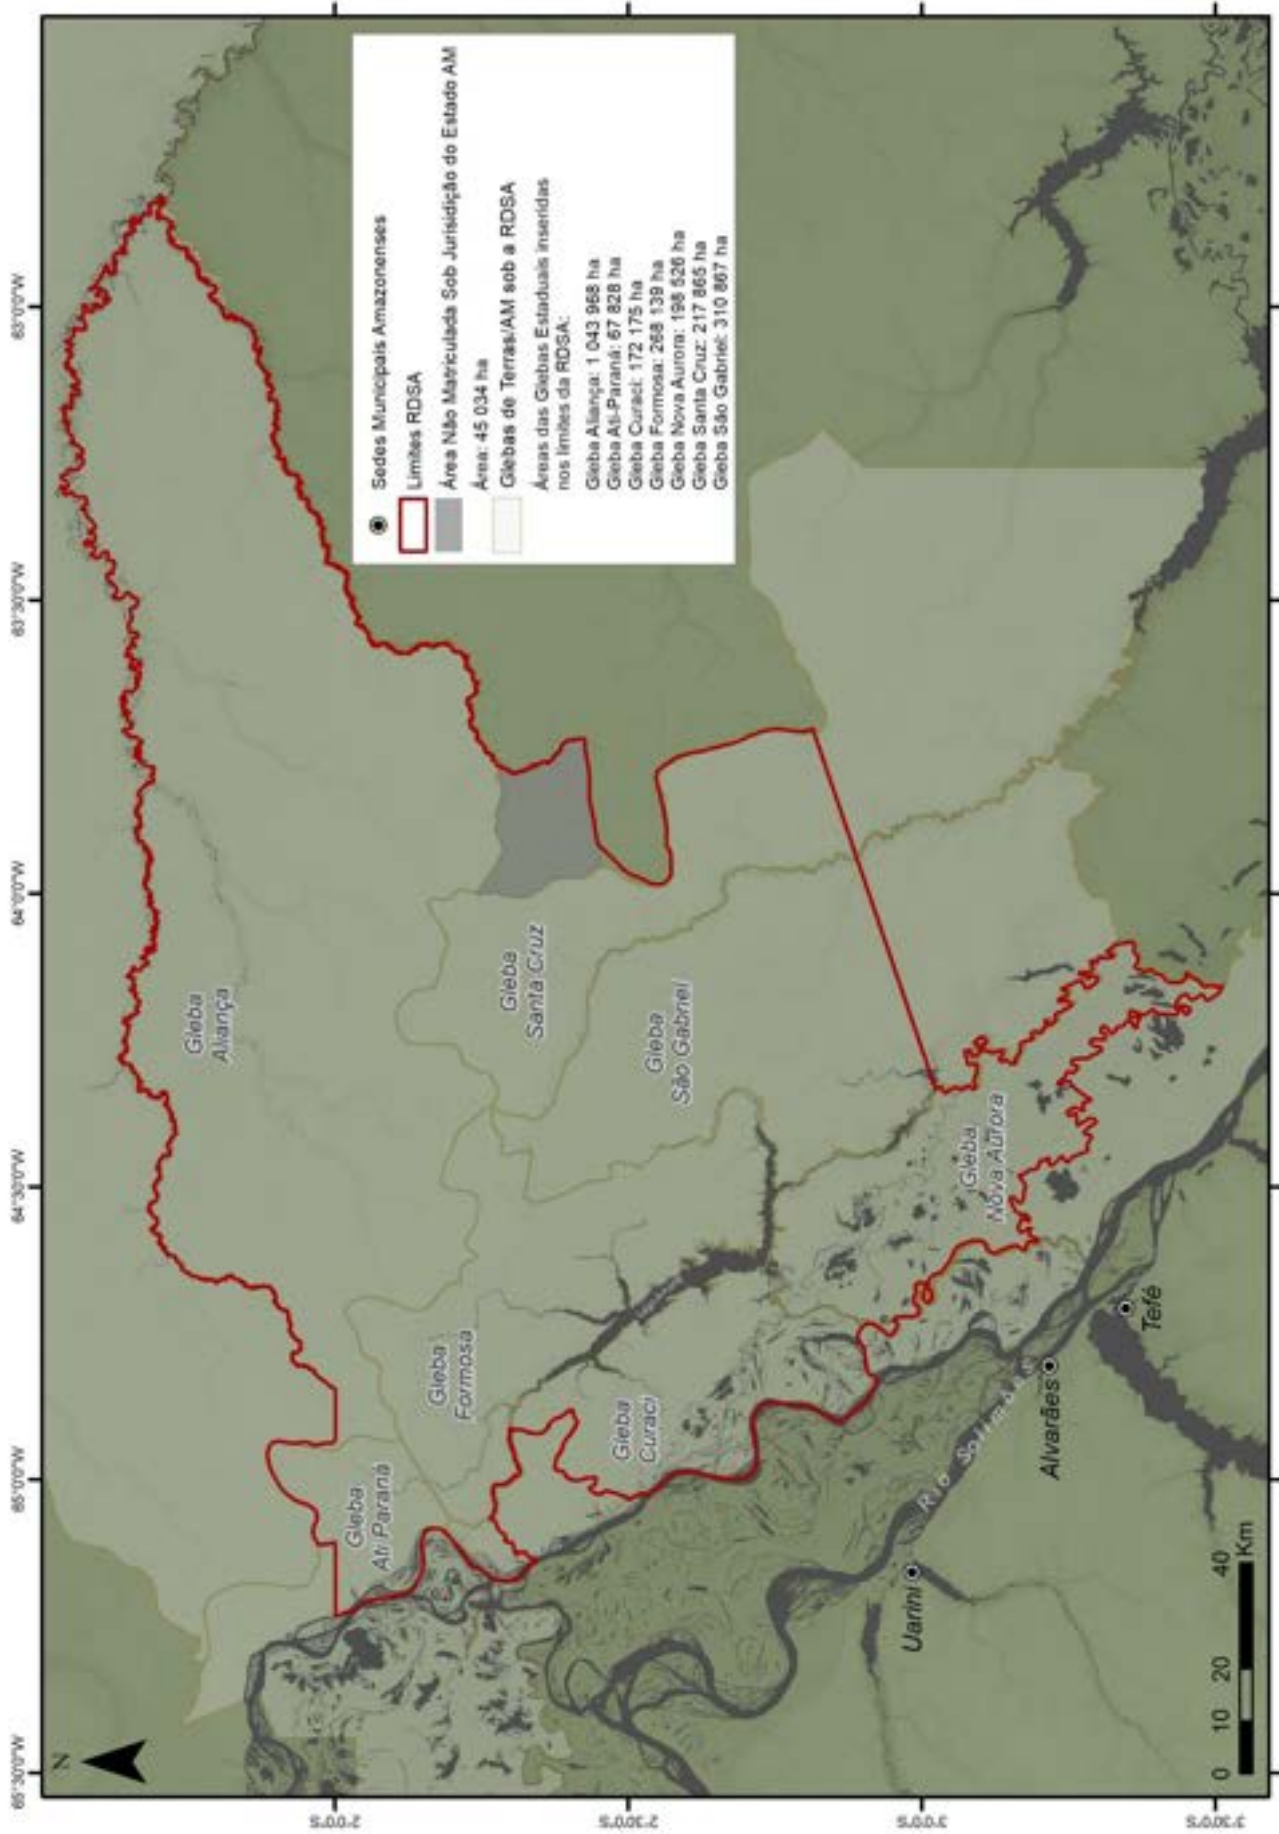 65°30'0"W
65°0'0"W
64°30'0"W
64°0'0"W
63°30'0"W
63°0'0"W
N
Sedes Municipais Amazonenses
Limites RDSA
Área Não Matriculada Sob Jurisidição do Estado AM
Área: 45 034 ha
Glebas de Terras/AM sob a RDSA
Áreas das Glebas Estaduais inseridas
nos limites da RDSA:
Gleba Aliança: 1 043 968 ha
Gleba Ati-Paraná: 67 828 ha
Gleba Curaci: 172 175 ha
Gleba Formosa: 268 139 ha
Gleba Nova Aurora: 198 526 ha
Gleba Santa Cruz: 217 865 ha
Gleba São Gabriel: 310 867 ha
Gleba
Aliança
Gleba
Ati Paraná
Gleba
Formosa
Gleba
Santa Cruz
Gleba
São Gabriel
Gleba
Curaci
Gleba
Nova Aurora
Rio Solim
Uarini
Alvarães
Tefé
0 10 20 40
Km
2°0'0"S
2°30'0"S
3°0'0"S
3°30'0"S